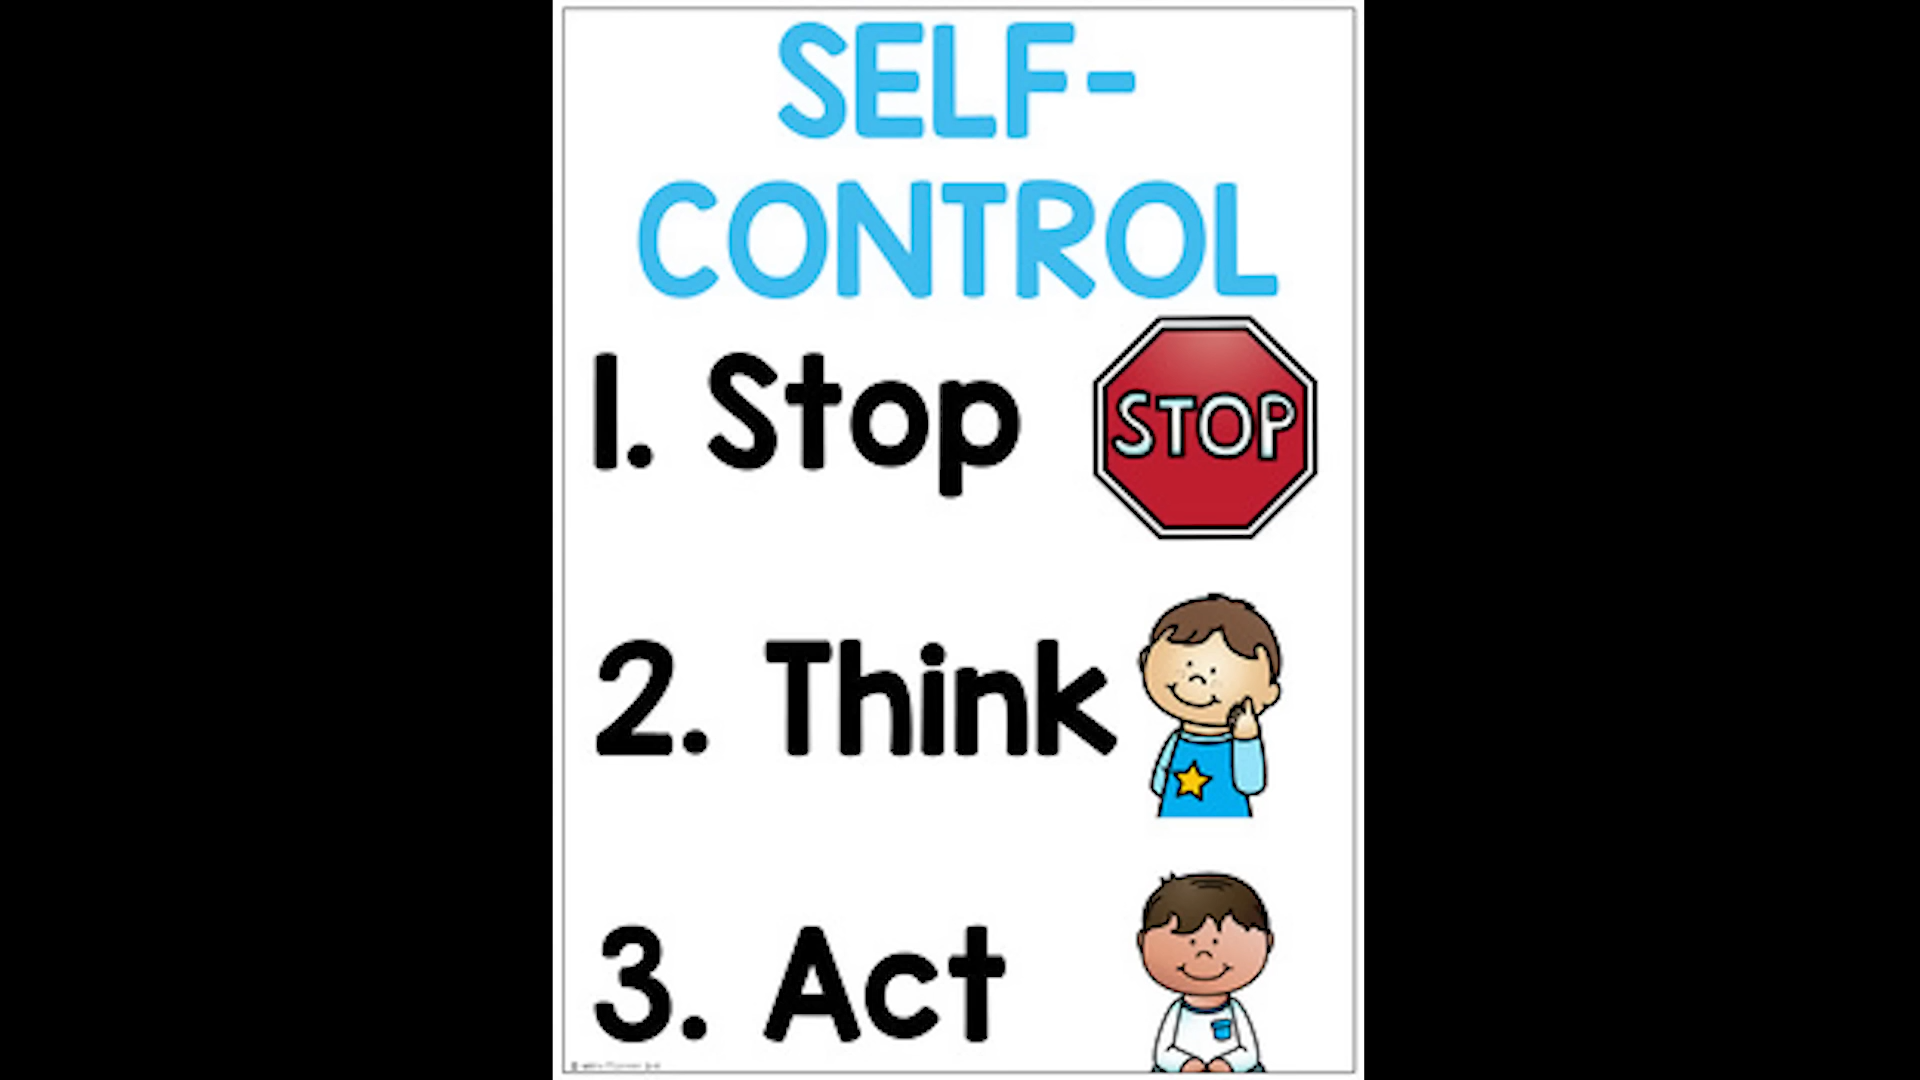 SELF-
CONTROL
1. Stop
STOP
2. Think
3. Act